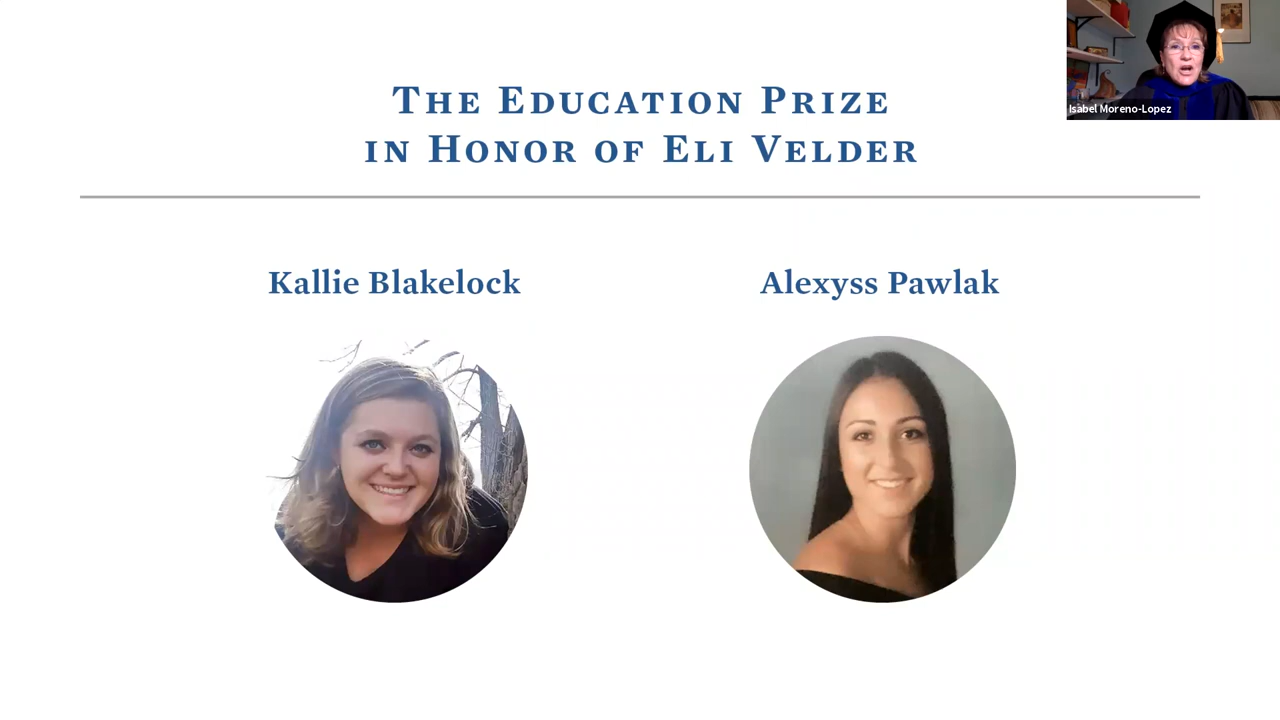 The Education Prize
in Honor of Eli Velder
Isabel Moreno-Lopez
Kallie Blakelock
Alexyss Pawlak